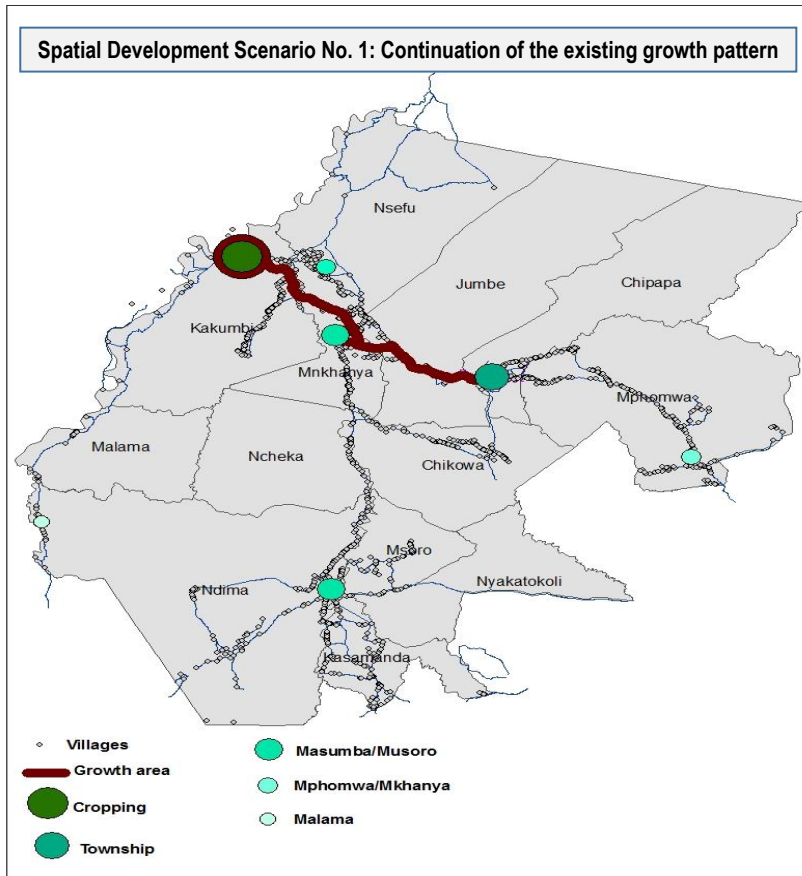 Spatial Development Scenario No. 1: Continuation of the existing growth pattern
Nsefu
Jumbe
Chipapa
Kakumbi
Mnkhanya
Mphomwa
Malama
Ncheka
Chikowa
Msoro
Ndima
Nyakatokoli
Kasamanda
Villages
Growth area
Cropping
Township
Masumba/Musoro
Mphomwa/Mkhanya
Malama